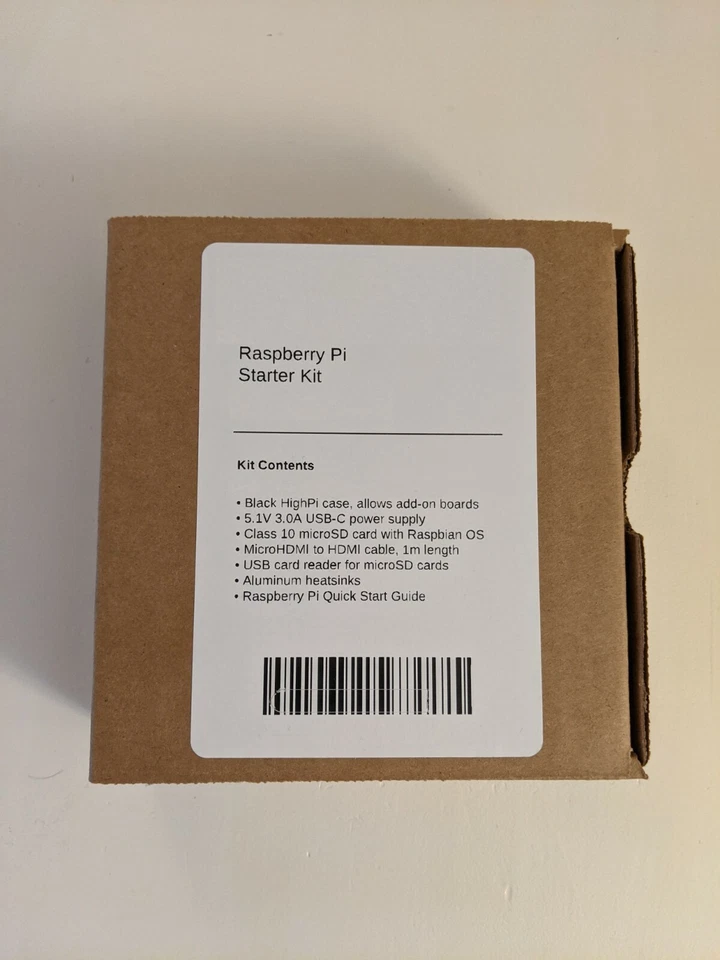 Raspberry Pi
Starter Kit
Kit Contents
• Black HighPi case, allows add-on boards
• 5.1V 3.0A USB-C power supply
• Class 10 microSD card with Raspbian OS
• MicroHDMI to HDMI cable, 1m length
• USB card reader for microSD cards
• Aluminum heatsinks
• Raspberry Pi Quick Start Guide